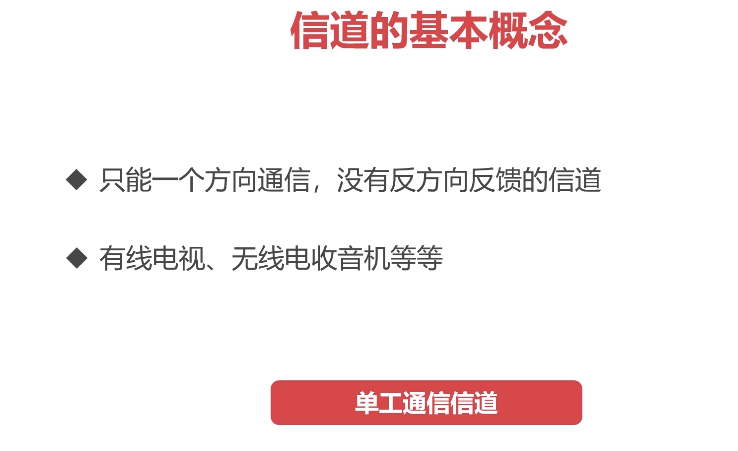 信道的基本概念
◆ 只能一个方向通信，没有反方向反馈的信道
◆ 有线电视、无线电收音机等等
单工通信信道